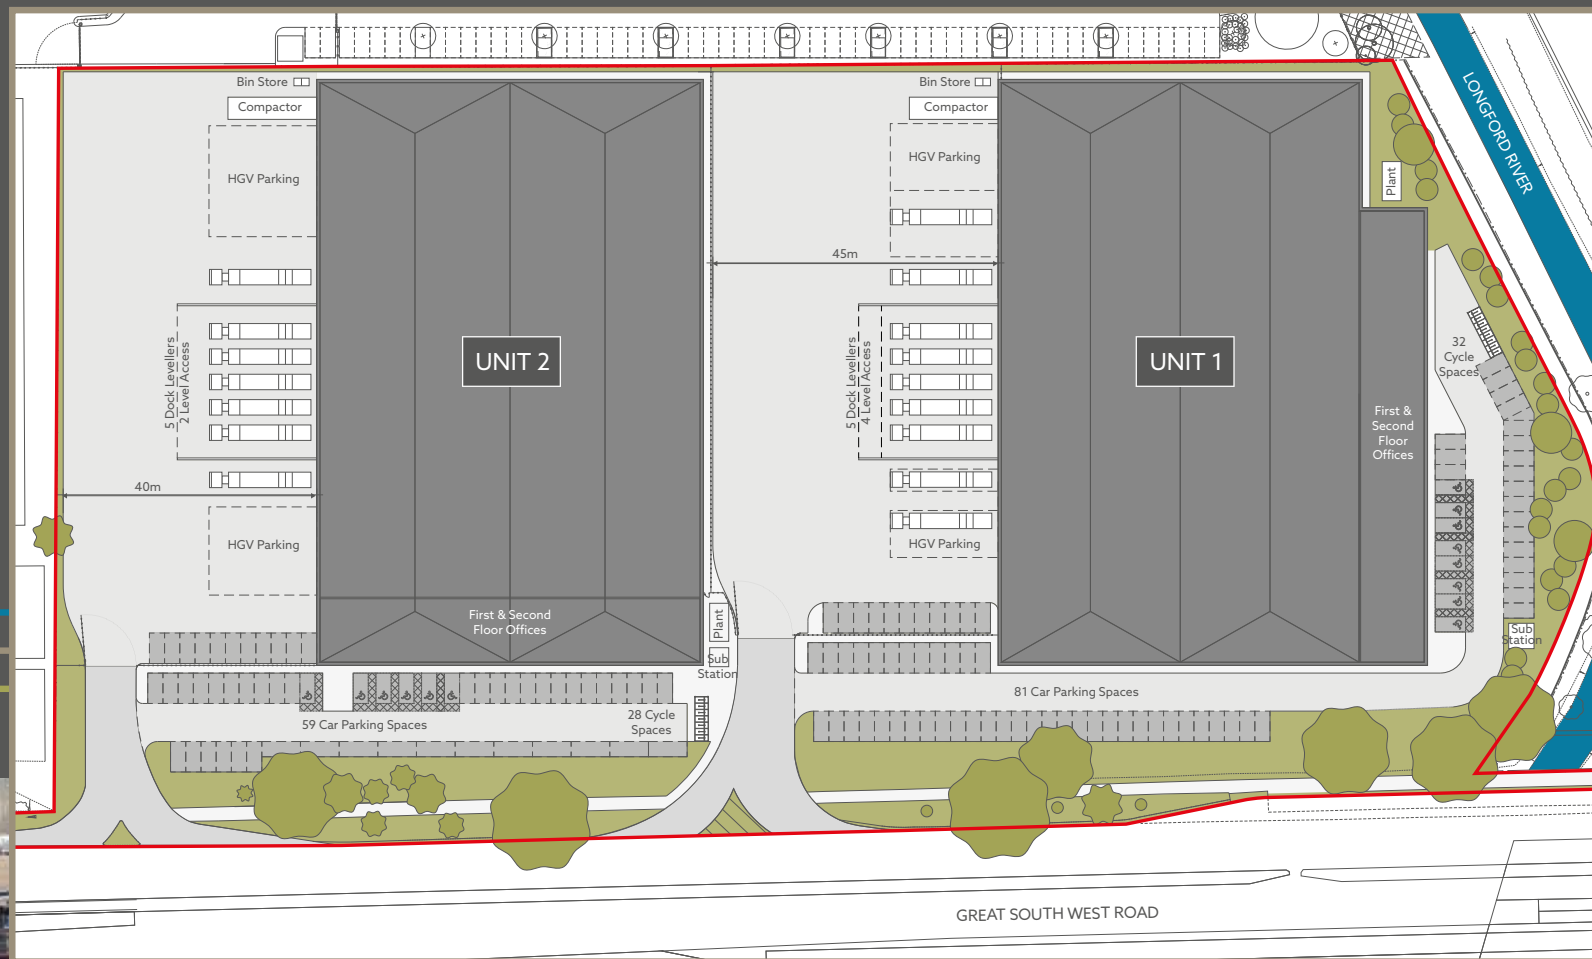 Bin Store
Compactor
HGV Parking
5 Dock Levellers
2 Level Access
40m
HGV Parking
UNIT 2
First & Second
Floor Offices
Plant
Sub
Station
59 Car Parking Spaces
28 Cycle
Spaces
Bin Store
Compactor
HGV Parking
45m
5 Dock Levellers
4 Level Access
HGV Parking
UNIT 1
First &
Second
Floor
Offices
Plant
LONGFORD RIVER
32
Cycle
Spaces
Sub
Station
81 Car Parking Spaces
GREAT SOUTH WEST ROAD